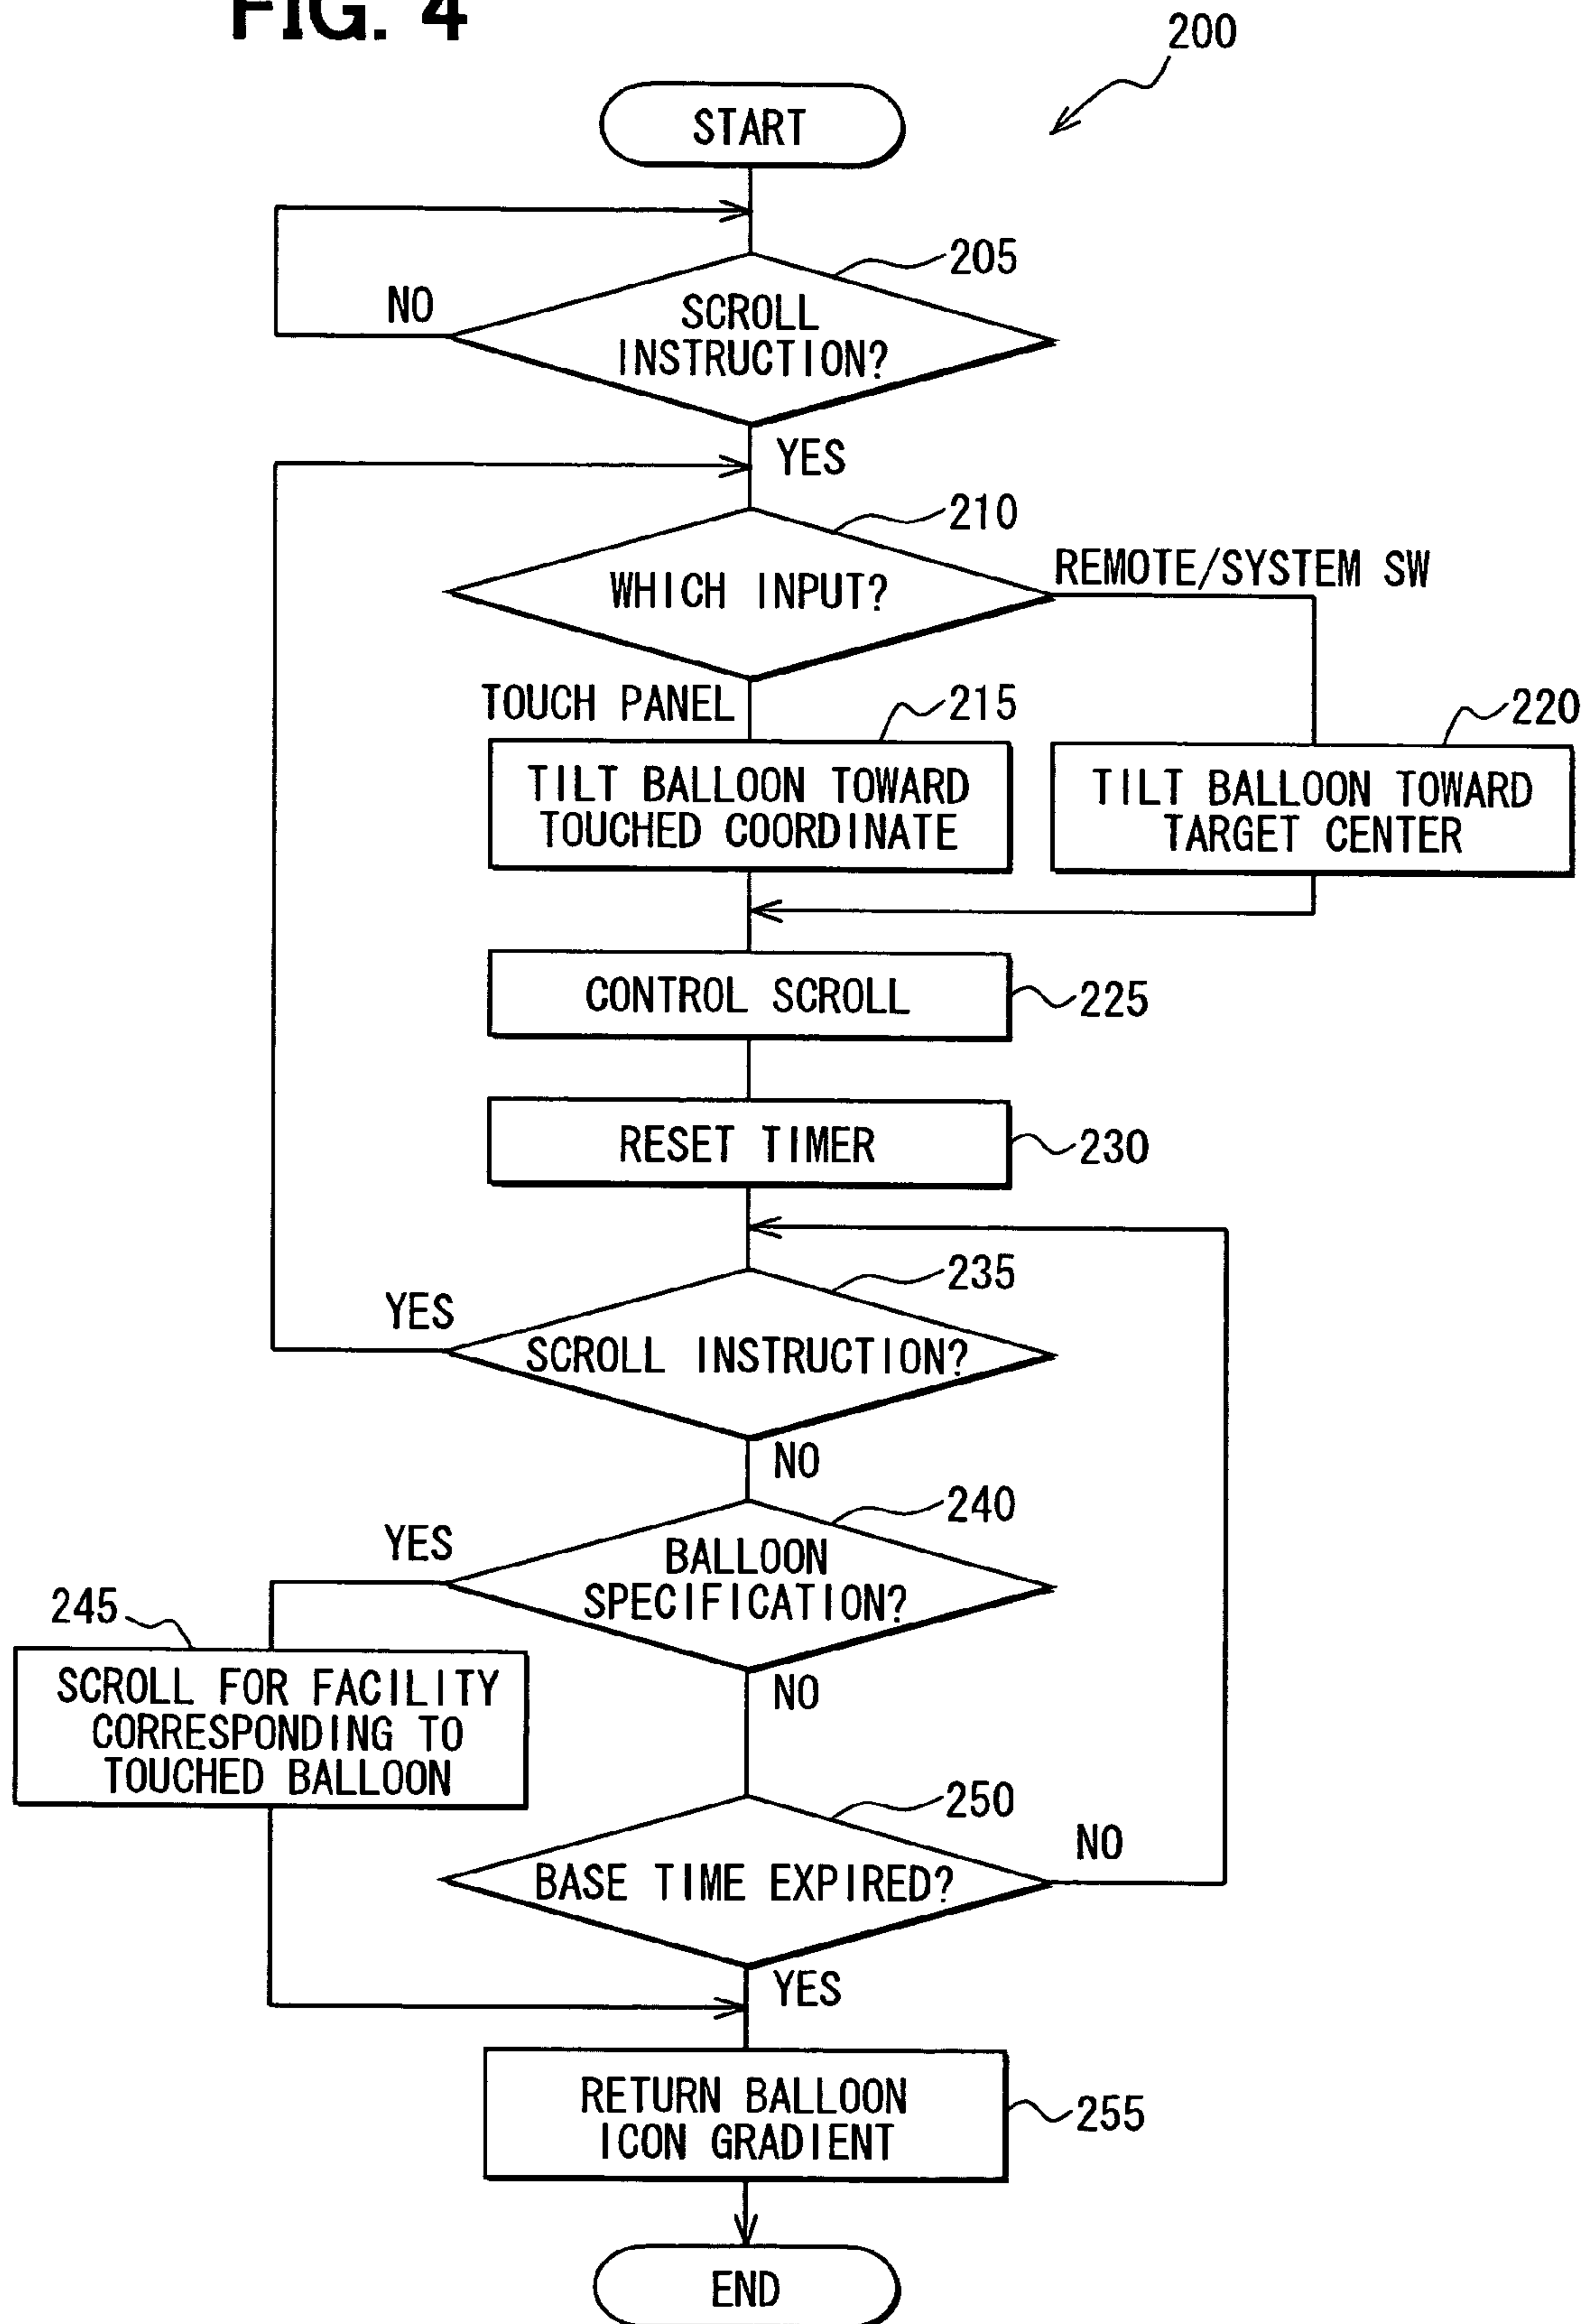 FIG. 4
200
START
205
NO
SCROLL
INSTRUCTION?
YES
210
WHICH INPUT?
REMOTE/SYSTEM SW
TOUCH PANEL
215
220
TILT BALLOON TOWARD
TOUCHED COORDINATE
TILT BALLOON TOWARD
TARGET CENTER
CONTROL SCROLL
225
RESET TIMER
230
235
YES
SCROLL INSTRUCTION?
NO
240
YES
BALLOON
SPECIFICATION?
245
NO
SCROLL FOR FACILITY
CORRESPONDING TO
TOUCHED BALLOON
250
NO
BASE TIME EXPIRED?
YES
RETURN BALLOON
ICON GRADIENT
255
END